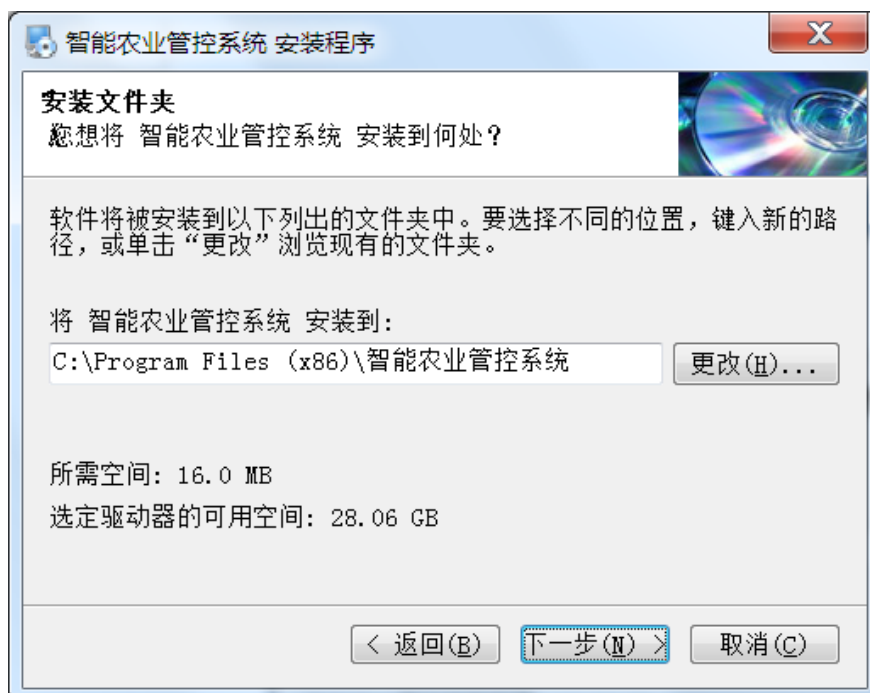 智能农业管控系统 安装程序
安装文件夹
您想将 智能农业管控系统 安装到何处？
软件将被安装到以下列出的文件夹中。要选择不同的位置，键入新的路
径，或单击“更改”浏览现有的文件夹。
将 智能农业管控系统 安装到:
C:\Program Files (x86)\智能农业管控系统
更改(H)...
所需空间: 16.0 MB
选定驱动器的可用空间: 28.06 GB
< 返回(B)
下一步(N) >
取消(C)